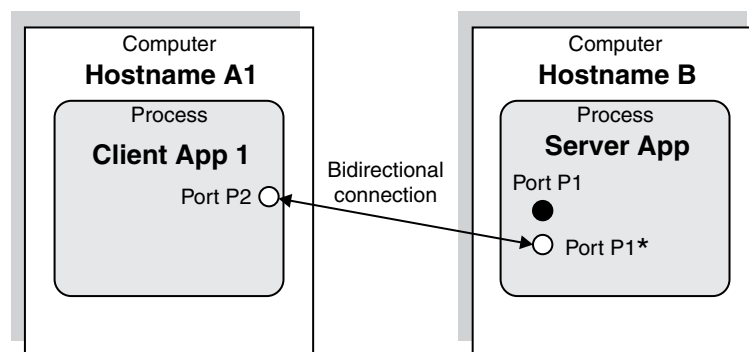 Computer
Hostname A1
Process
Client App 1
Port P2
Bidirectional
connection
Computer
Hostname B
Process
Server App
Port P1
Port P1*